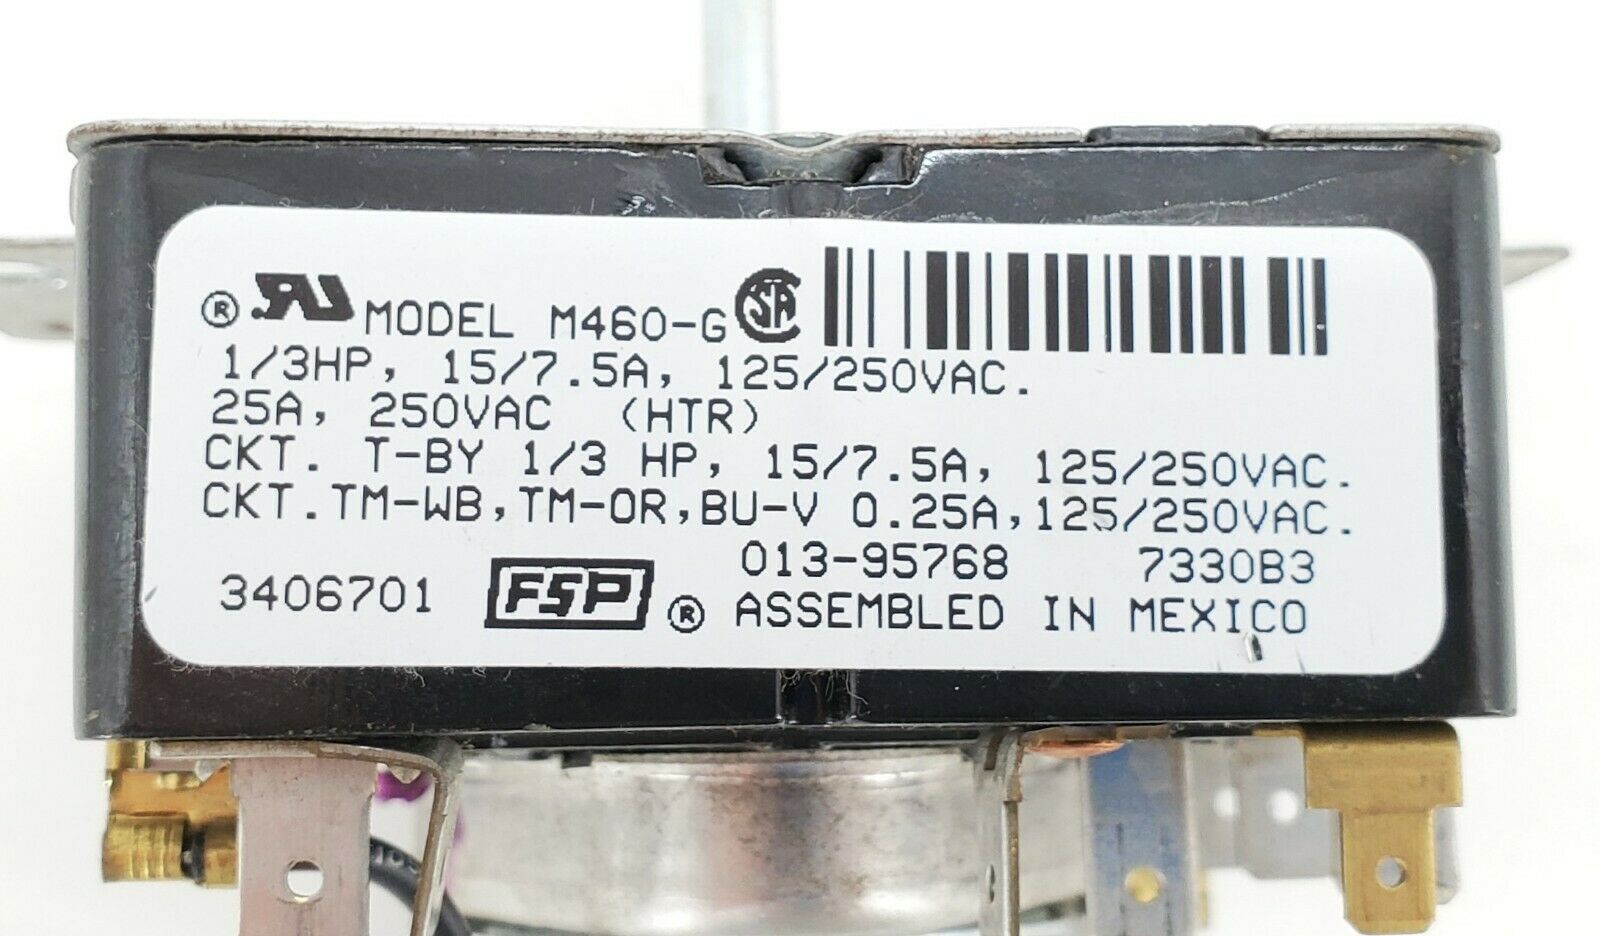 ® RU MODEL M460-G CSA
1/3HP, 15/7.5A, 125/250VAC.
25A, 250VAC (HTR)
CKT. T-BY 1/3 HP, 15/7.5A, 125/250VAC.
CKT.TM-WB,TM-OR,BU-V 0.25A,125/250VAC.
013-95768 7330B3
3406701 FSP ® ASSEMBLED IN MEXICO